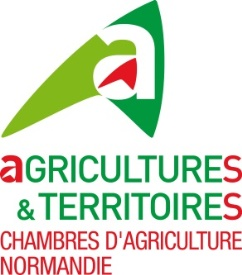 a
aGRICULTURES
& TERRITOIRES
CHAMBRES D'AGRICULTURE
NORMANDIE